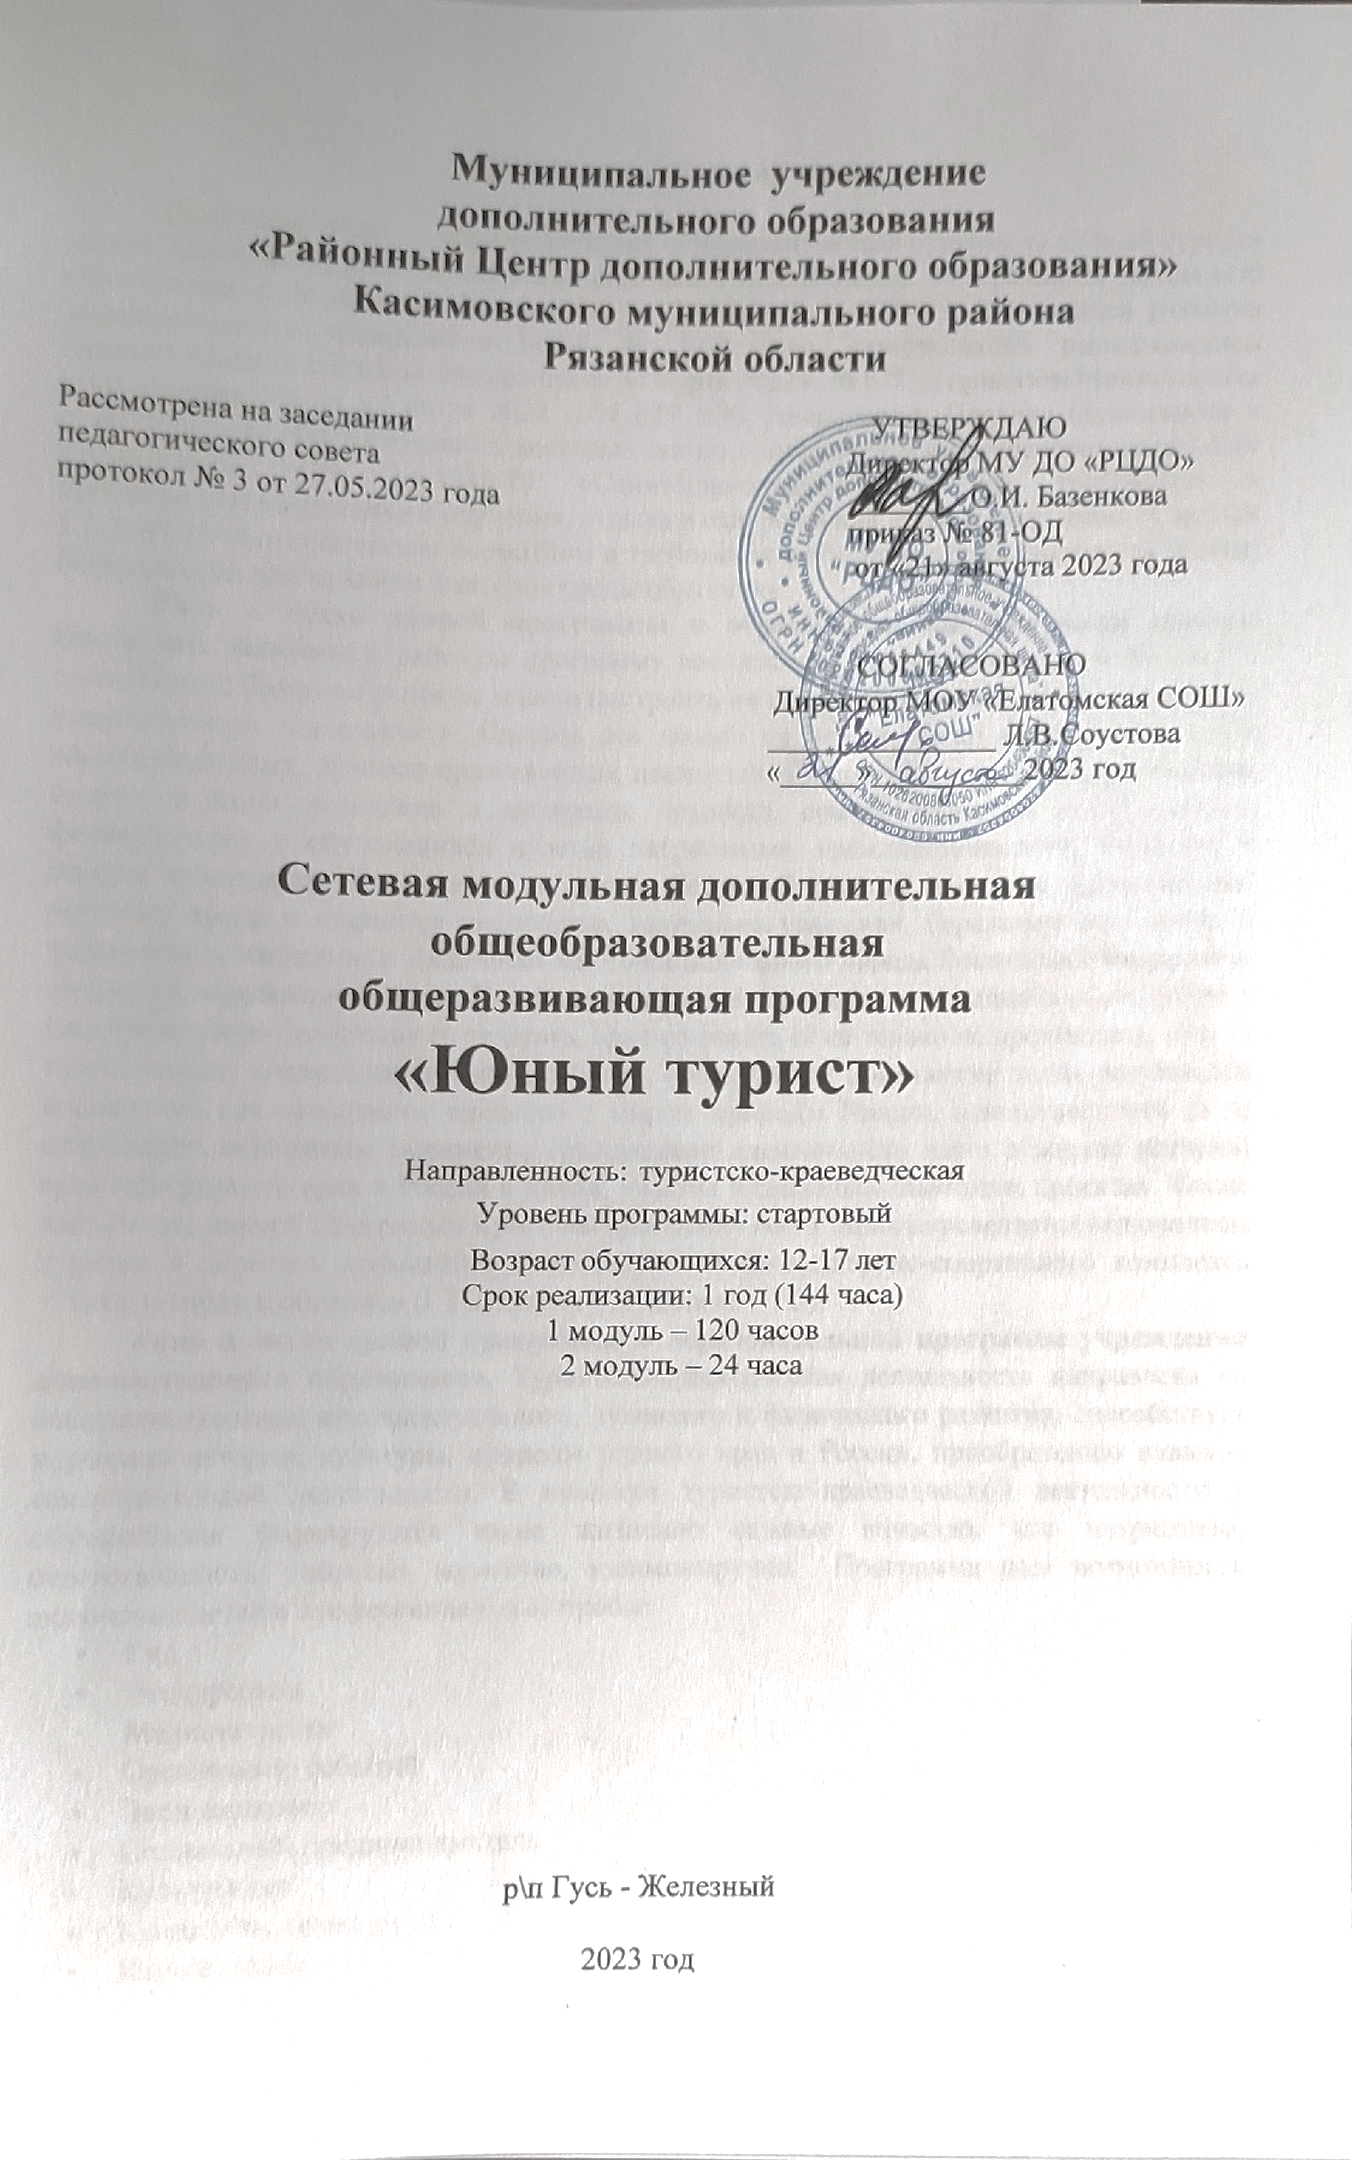 Муниципальное учреждение
дополнительного образования
«Районный Центр дополнительного образования»
Касимовского муниципального района
Рязанской области
Рассмотрена на заседании
педагогического совета
протокол № 3 от 27.05.2023 года
УТВЕРЖДАЮ
Директор МУ ДО «РЦДО»
О.И. Базенкова
приказ № 81-ОД
от «21» августа 2023 года
СОГЛАСОВАНО
Директор МОУ «Елатомская СОШ»
Л.В.Соустова
« 21 » августа 2023 год
Сетевая модульная дополнительная
общеобразовательная
общеразвивающая программа
«Юный турист»
Направленность: туристско-краеведческая
Уровень программы: стартовый
Возраст обучающихся: 12-17 лет
Срок реализации: 1 год (144 часа)
1 модуль – 120 часов
2 модуль – 24 часа
р\п Гусь - Железный
2023 год